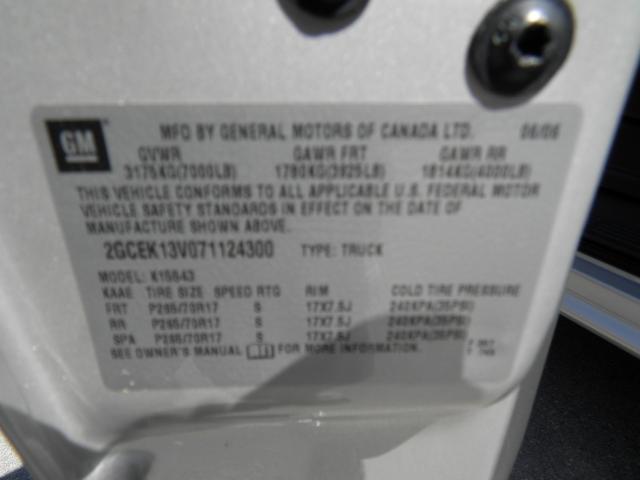 GM
MFD BY GENERAL MOTORS OF CANADA LTD. 06/06
GVWR GAWR FRT GAWR RR
3175KG(7000LB) 1780KG(3925LB) 1814KG(4000LB)
THIS VEHICLE CONFORMS TO ALL APPLICABLE U.S. FEDERAL MOTOR
VEHICLE SAFETY STANDARDS IN EFFECT ON THE DATE OF
MANUFACTURE SHOWN ABOVE.
2GCEK13V071124300 TYPE: TRUCK
MODEL: K15543
KAAE TIRE SIZE SPEED RTG RIM COLD TIRE PRESSURE
FRT P265/70R17 S 17X7.5J 240KPA(35PSI)
RR P265/70R17 S 17X7.5J 240KPA(35PSI)
SPA P265/70R17 S 17X7.5J 240KPA(35PSI)
SEE OWNER'S MANUAL FOR MORE INFORMATION.